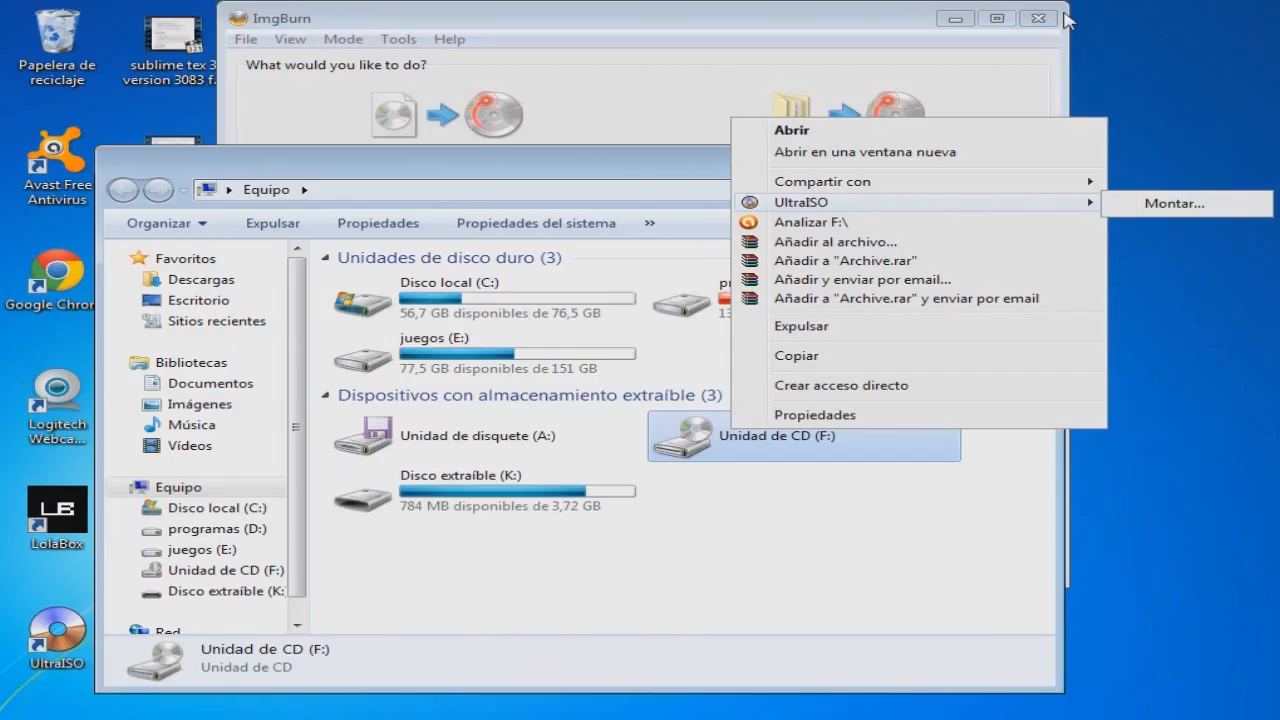 Papelera de
reciclaje
sublime tex 3
version 3083 f.
Avast Free
Antivirus
Google Chron
Logitech
Webca...
LB
LolaBox
UltraISO
ImgBurn
File View Mode Tools Help
What would you like to do?
Equipo
Organizar Expulsar Propiedades Propiedades del sistema »
Favoritos
Descargas
Escritorio
Sitios recientes
Bibliotecas
Documentos
Imágenes
Música
Vídeos
Equipo
Disco local (C:)
programas (D:)
juegos (E:)
Unidad de CD (F:)
Disco extraíble (K:
Red
Unidades de disco duro (3)
Disco local (C:)
56,7 GB disponibles de 76,5 GB
juegos (E:)
77,5 GB disponibles de 151 GB
Dispositivos con almacenamiento extraíble (3)
Unidad de disquete (A:)
Unidad de CD (F:)
Disco extraíble (K:)
784 MB disponibles de 3,72 GB
Unidad de CD (F:)
Unidad de CD
Abrir
Abrir en una ventana nueva
Compartir con
UltraISO
Analizar F:\
Añadir al archivo...
Añadir a "Archive.rar"
Añadir y enviar por email...
Añadir a "Archive.rar" y enviar por email
Expulsar
Copiar
Crear acceso directo
Propiedades
Montar...